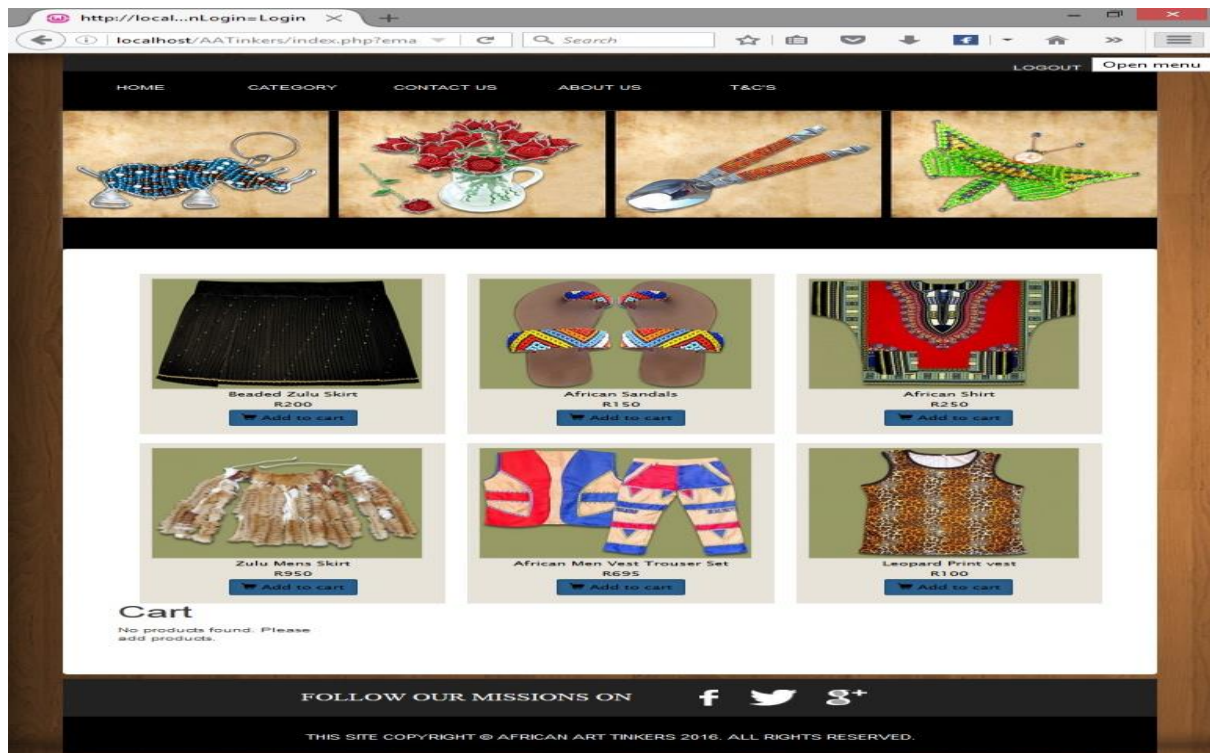 http://local...nLogin=Login
localhost/AATinkers/index.php?ema
Search
LOGOUT
Open menu
HOME
CATEGORY
CONTACT US
ABOUT US
T&C'S
Beaded Zulu Skirt
R200
Add to cart
African Sandals
R150
Add to cart
African Shirt
R250
Add to cart
Zulu Mens Skirt
R950
Add to cart
African Men Vest Trouser Set
R695
Add to cart
Leopard Print vest
R100
Add to cart
Cart
No products found. Please
add products.
FOLLOW OUR MISSIONS ON
THIS SITE COPYRIGHT © AFRICAN ART TINKERS 2016. ALL RIGHTS RESERVED.